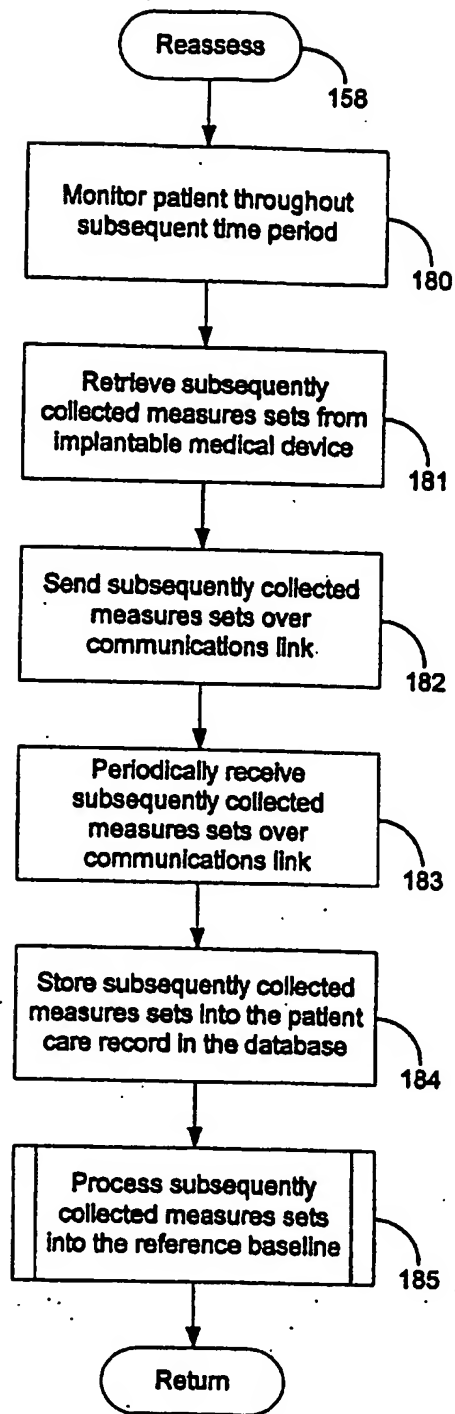 Reassess
158
Monitor patient throughout
subsequent time period
180
Retrieve subsequently
collected measures sets from
implantable medical device
181
Send subsequently collected
measures sets over
communications link
182
Periodically receive
subsequently collected
measures sets over
communications link
183
Store subsequently collected
measures sets into the patient
care record in the database
184
Process subsequently
collected measures sets
into the reference baseline
185
Return